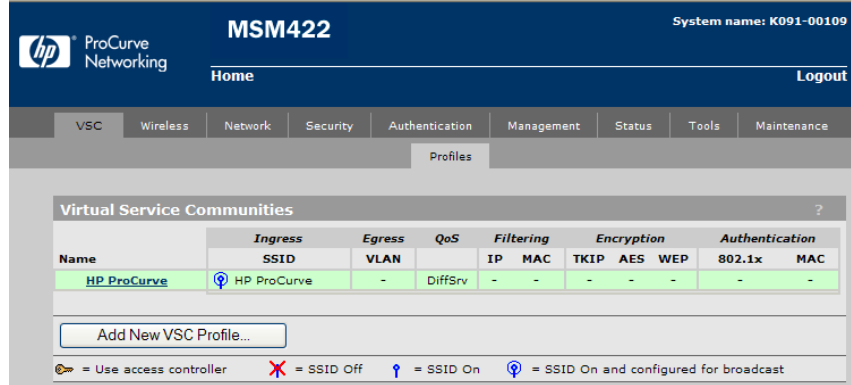 hp
ProCurve
Networking
MSM422
System name: K091-00109
Home
Logout
VSC
Wireless
Network
Security
Authentication
Management
Status
Tools
Maintenance
Profiles
Virtual Service Communities ?
Ingress Egress QoS Filtering Encryption Authentication
Name SSID VLAN IP MAC TKIP AES WEP 802.1x MAC
HP ProCurve HP ProCurve - DiffSrv - - - - - - -
Add New VSC Profile...
= Use access controller = SSID Off = SSID On = SSID On and configured for broadcast